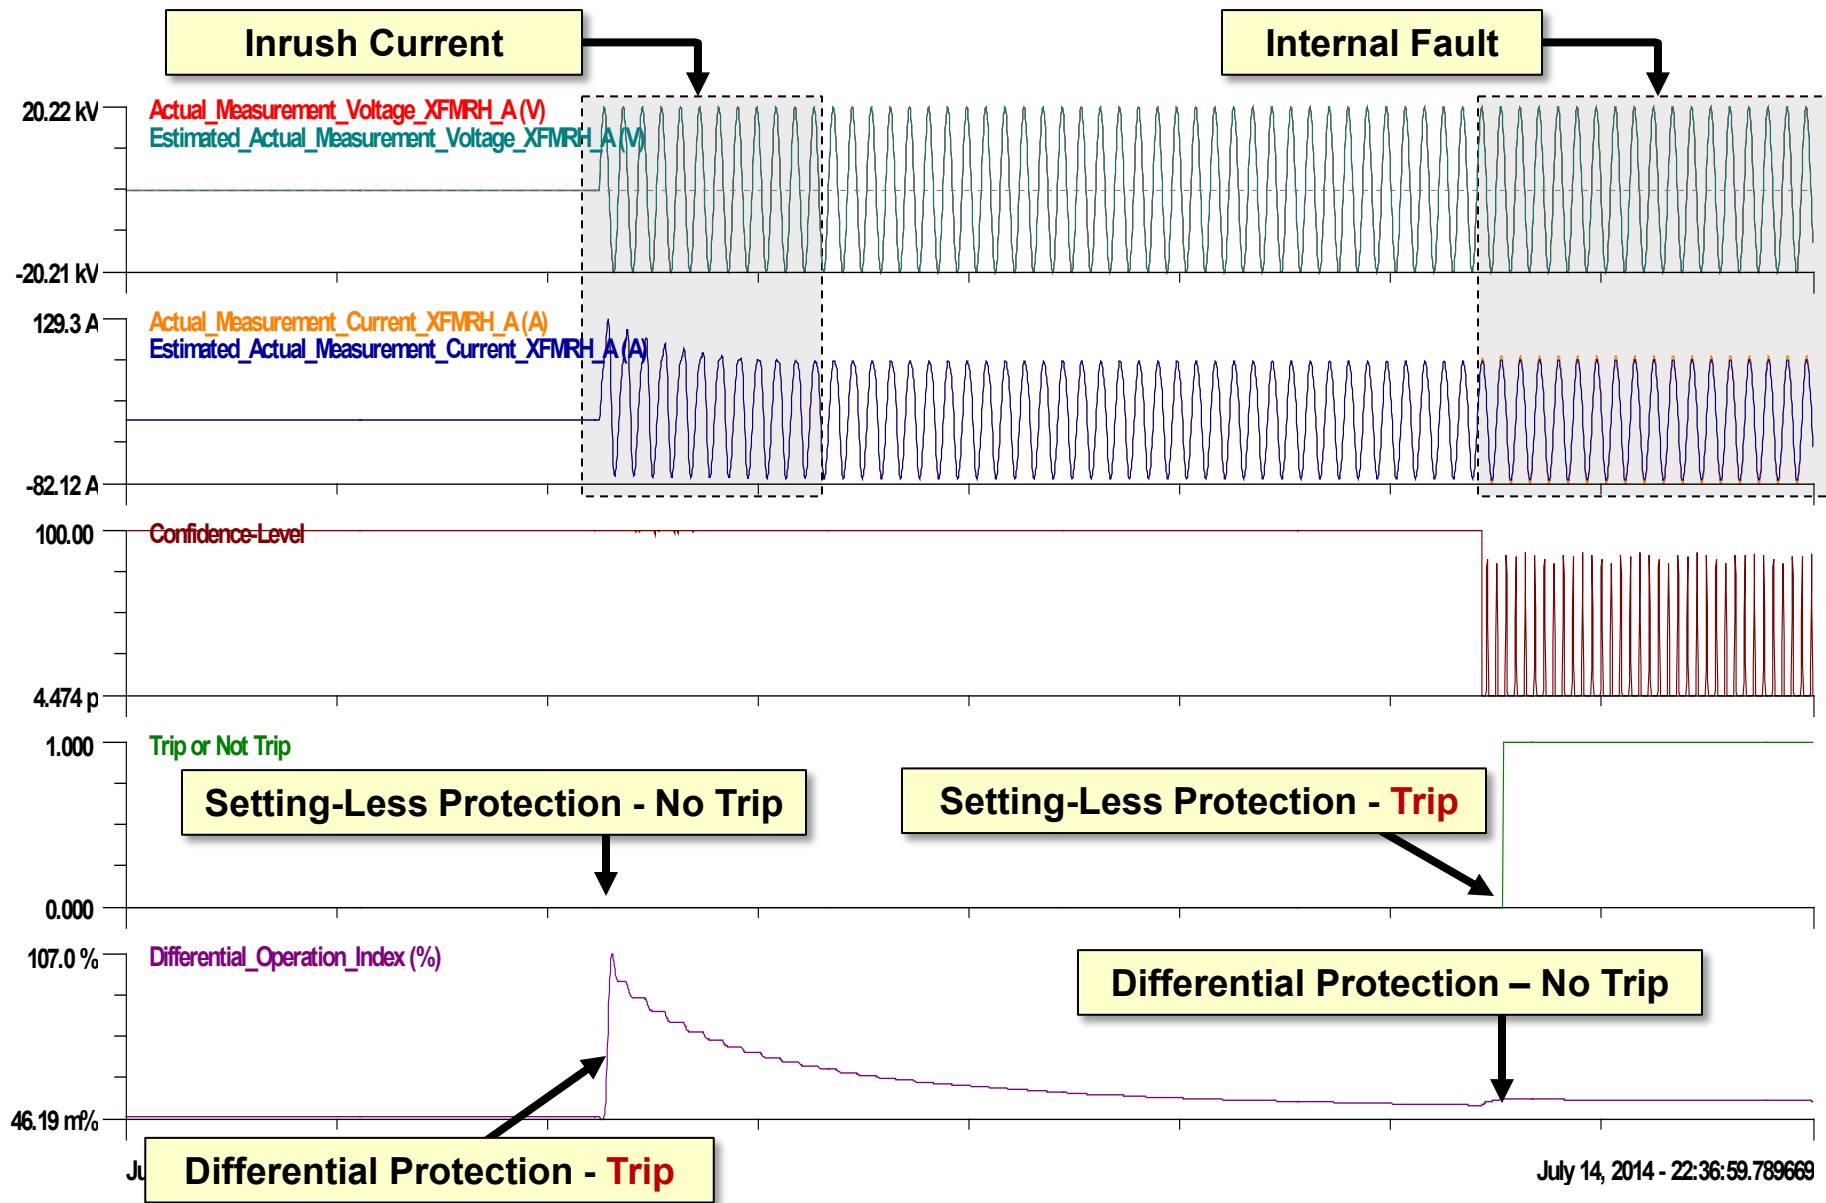 Inrush Current
Internal Fault
20.22 kV
Actual_Measurement_Voltage_XFMRH_A (V)
Estimated_Actual_Measurement_Voltage_XFMRH_A (V)
-20.21 kV
129.3 A
Actual_Measurement_Current_XFMRH_A (A)
Estimated_Actual_Measurement_Current_XFMRH_A (A)
-82.12 A
100.00
Confidence-Level
4.474 p
1.000
Trip or Not Trip
Setting-Less Protection - No Trip
Setting-Less Protection - Trip
0.000
107.0 %
Differential_Operation_Index (%)
Differential Protection – No Trip
46.19 m%
Differential Protection - Trip
July 14, 2014 - 22:36:59.789669